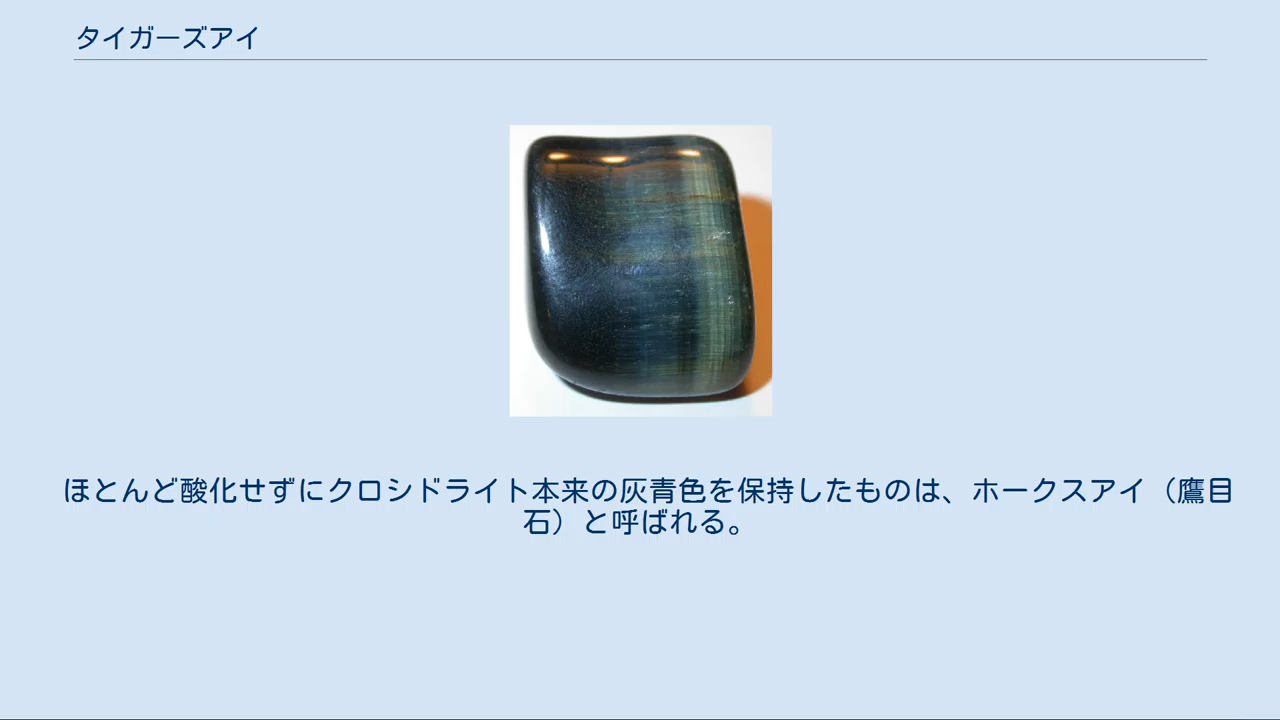 タイガーズアイ
ほとんど酸化せずにクロシドライト本来の灰青色を保持したものは、ホークスアイ（鷹目
石）と呼ばれる。